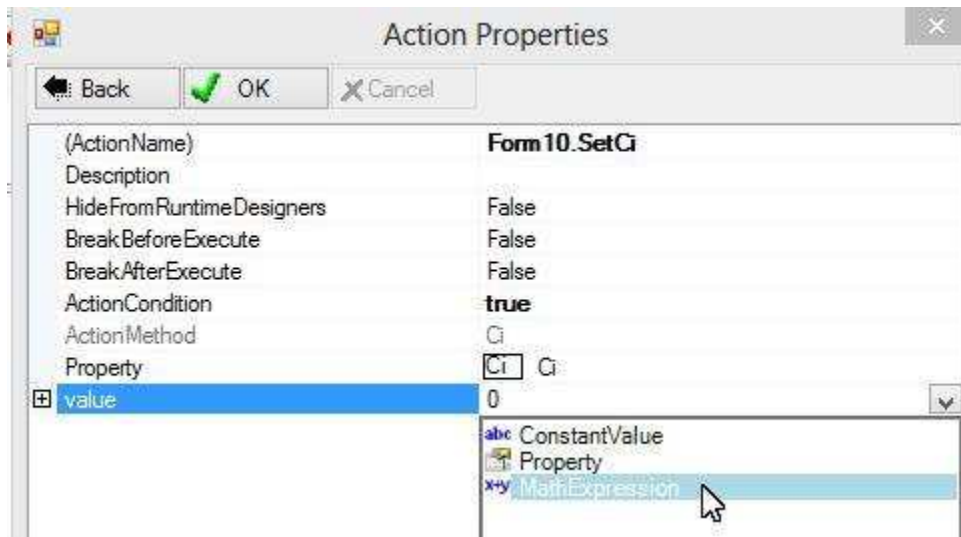 Action Properties
Back OK Cancel
(ActionName) Form10.SetCi
Description
HideFromRuntimeDesigners False
BreakBeforeExecute False
BreakAfterExecute False
ActionCondition true
ActionMethod Ci
Property Ci Ci
value 0
abc ConstantValue
Property
x+y MathExpression